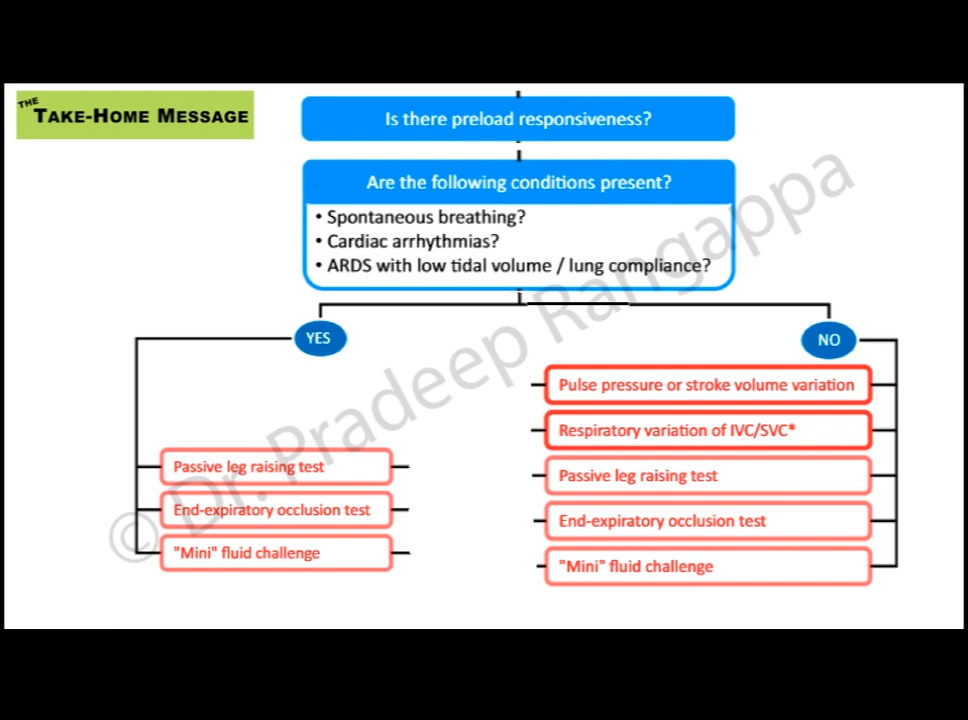 THE
TAKE-HOME MESSAGE
Is there preload responsiveness?
Are the following conditions present?
• Spontaneous breathing?
• Cardiac arrhythmias?
• ARDS with low tidal volume / lung compliance?
YES
NO
Passive leg raising test
End-expiratory occlusion test
"Mini" fluid challenge
Pulse pressure or stroke volume variation
Respiratory variation of IVC/SVC*
Passive leg raising test
End-expiratory occlusion test
"Mini" fluid challenge
© Dr. Pradeep Rangappa